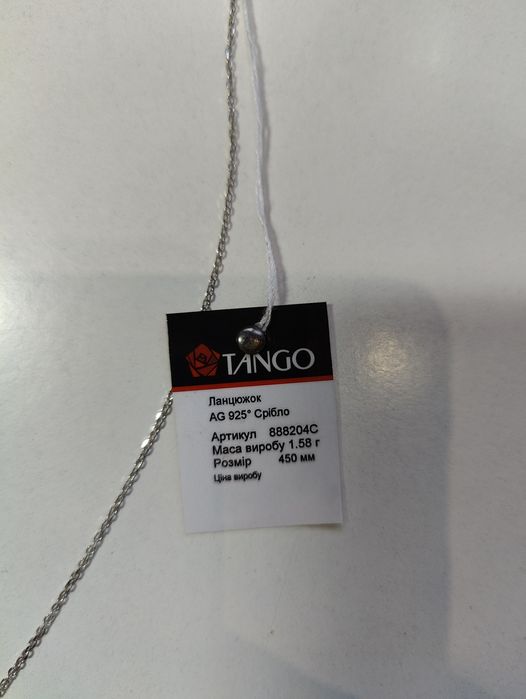 TANGO
Ланцюжок
AG 925° Срібло
Артикул 888204С
Маса виробу 1.58 г
Розмір 450 мм
Ціна виробу